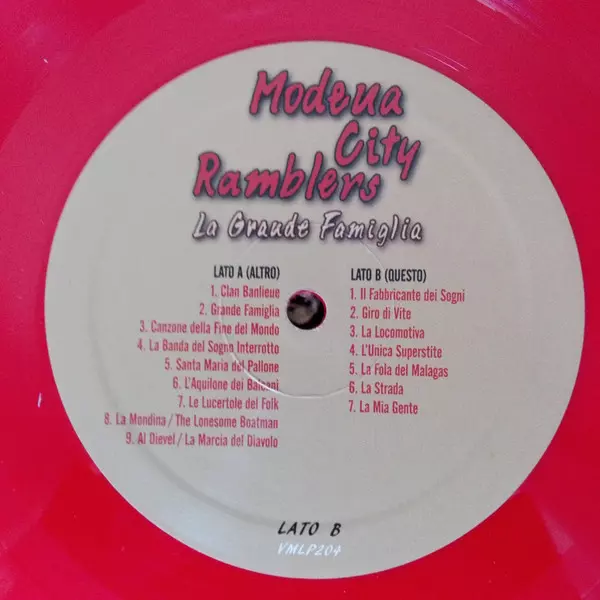 Modena
City
Ramblers
La Grande Famiglia
LATO A (ALTRO)
1. Clan Banlieue
2. Grande Famiglia
3. Canzone della Fine del Mondo
4. La Banda del Sogno Interrotto
5. Santa Maria del Pallone
6. L'Aquilone dei Balcani
7. Le Lucertole del Folk
8. La Mondina / The Lonesome Boatman
9. Al Dievel / La Marcia del Diavolo
LATO B (QUESTO)
1. Il Fabbricante dei Sogni
2. Giro di Vite
3. La Locomotiva
4. L'Unica Superstite
5. La Fola del Malagas
6. La Strada
7. La Mia Gente
LATO B
VMLP204